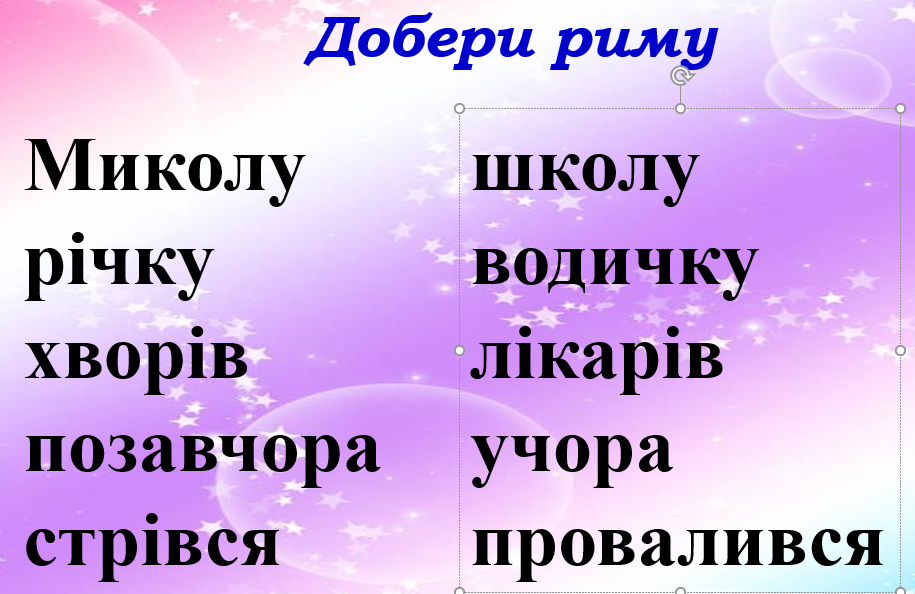 Добери риму
Миколу школу
річку водичку
хворів лікарів
позавчора учора
стрівся провалився